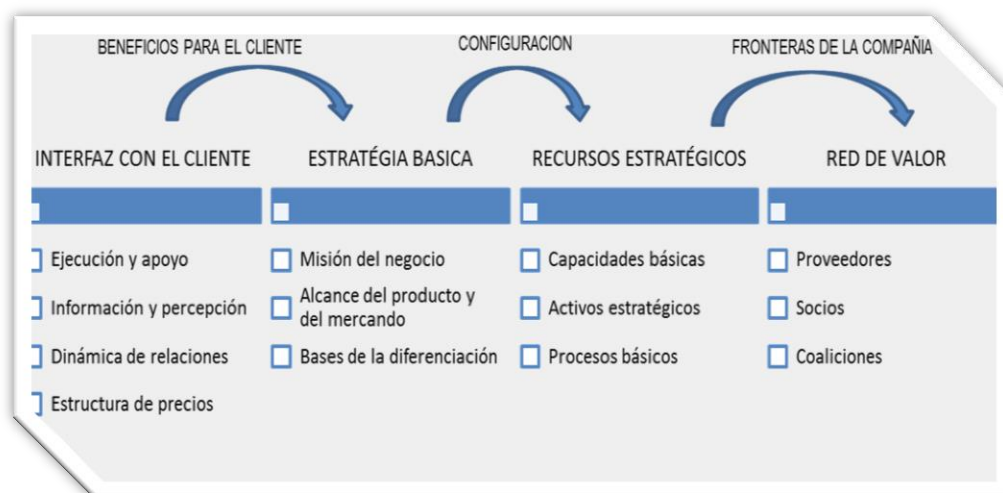 BENEFICIOS PARA EL CLIENTE
CONFIGURACION
FRONTERAS DE LA COMPAÑIA
INTERFAZ CON EL CLIENTE
ESTRATÉGIA BASICA
RECURSOS ESTRATÉGICOS
RED DE VALOR
Ejecución y apoyo
Información y percepción
Dinámica de relaciones
Estructura de precios
Misión del negocio
Alcance del producto y
del mercando
Bases de la diferenciación
Capacidades básicas
Activos estratégicos
Procesos básicos
Proveedores
Socios
Coaliciones